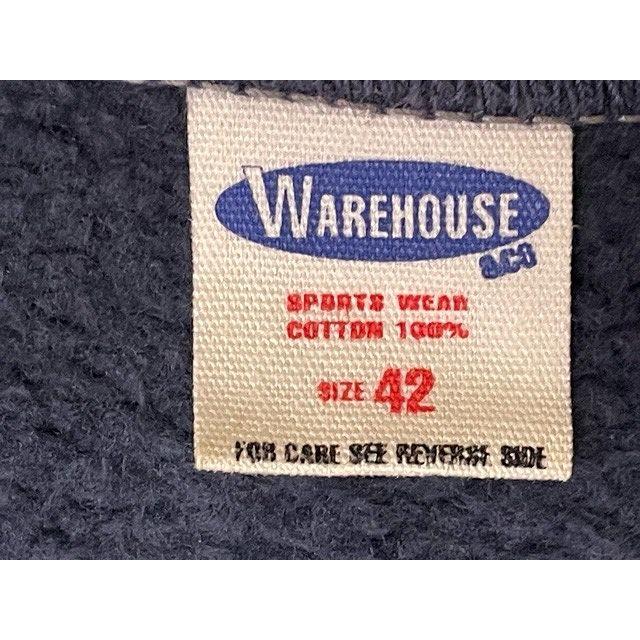 WAREHOUSE
& CO
SPORTS WEAR
COTTON 100%
SIZE 42
FOR CARE SEE REVERSE SIDE